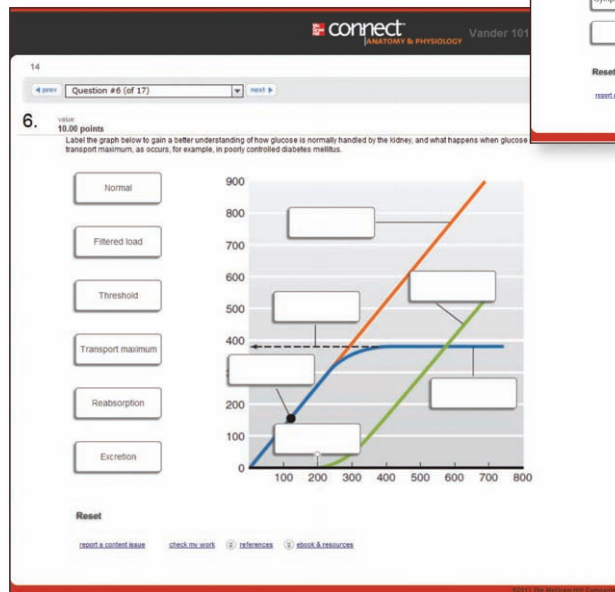 Mc Graw Hill connect
ANATOMY & PHYSIOLOGY
Vander 101
14
prev
Question #6 (of 17)
next
6.
value
10.00 points
Label the graph below to gain a better understanding of how glucose is normally handled by the kidney, and what happens when glucose
transport maximum, as occurs, for example, in poorly controlled diabetes mellitus.
Normal
Filtered load
Threshold
Transport maximum
Reabsorption
Excretion
900
800
700
600
500
400
200
100
0
100 200 300 400 500 600 700 800
Reset
report a content issue
check my work
references
ebook & resources
Reset